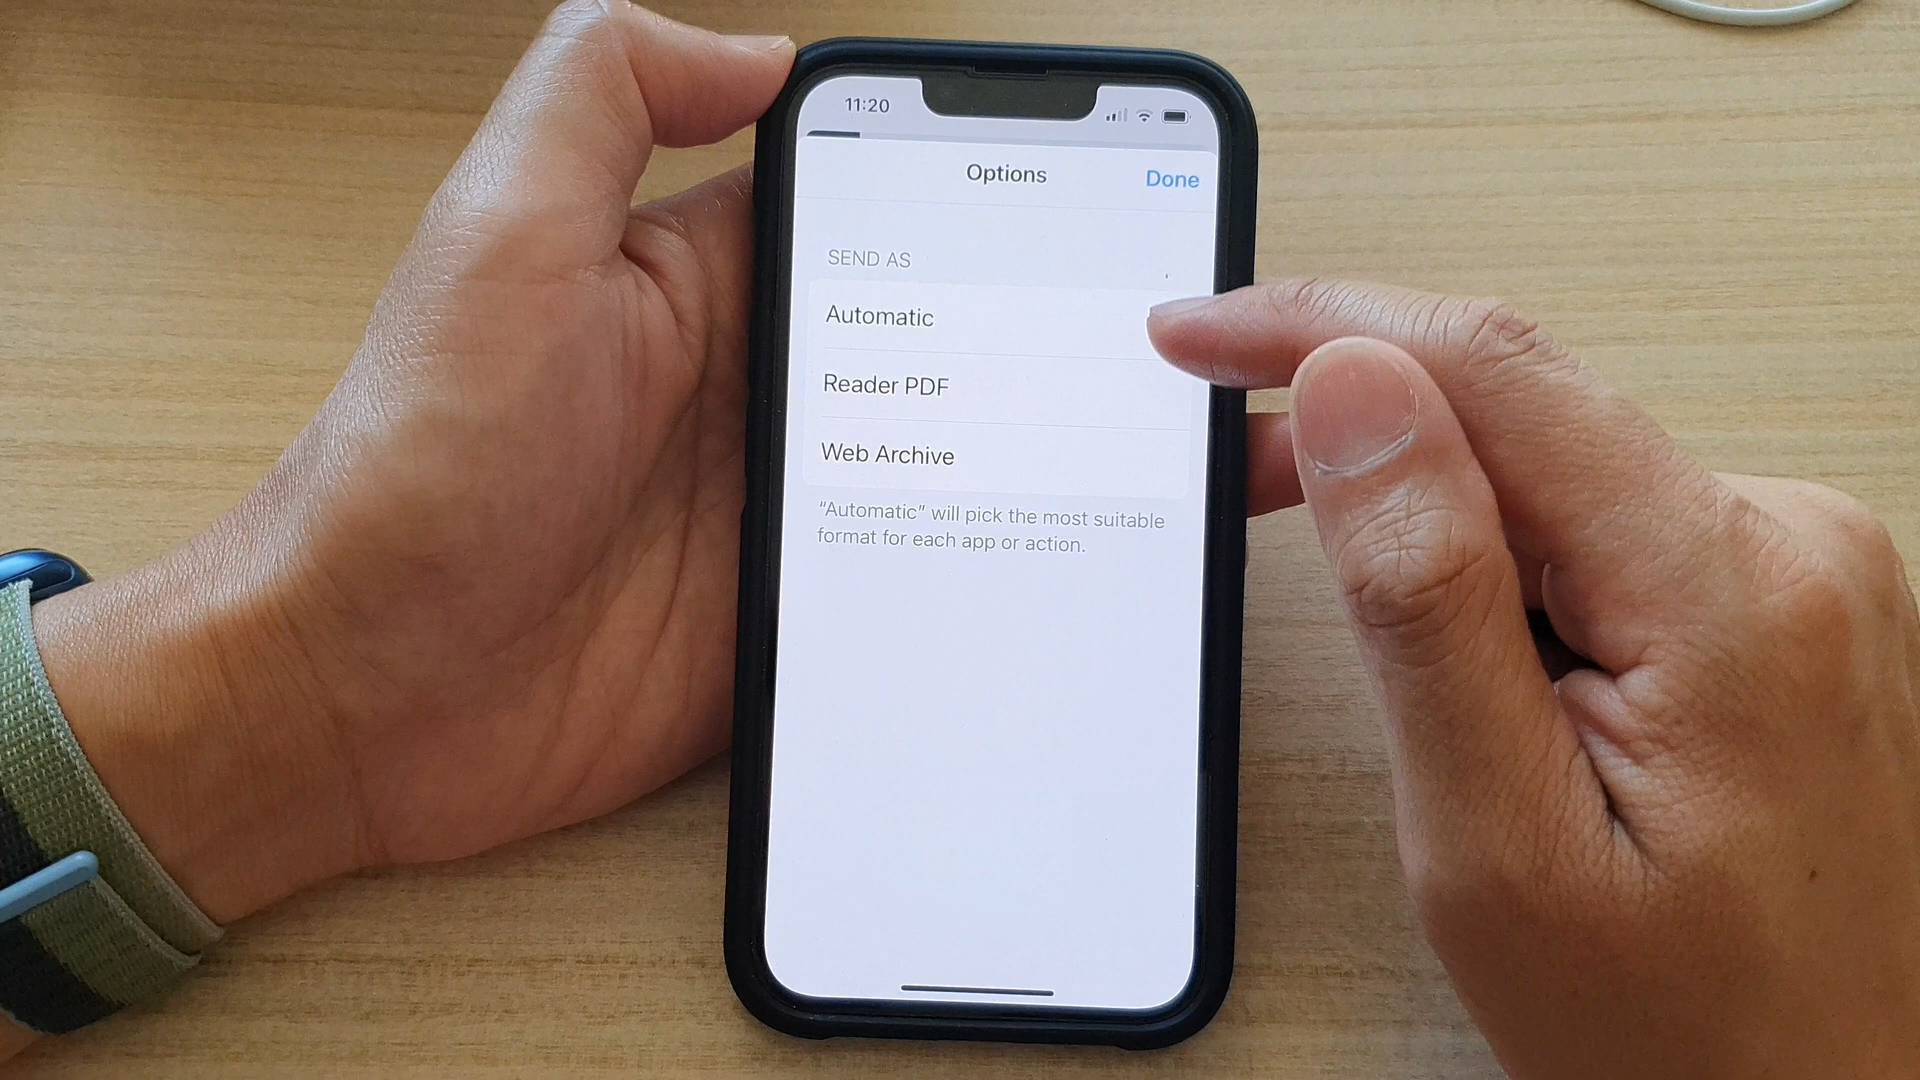 11:20
Options
Done
SEND AS
Automatic
Reader PDF
Web Archive
“Automatic” will pick the most suitable
format for each app or action.